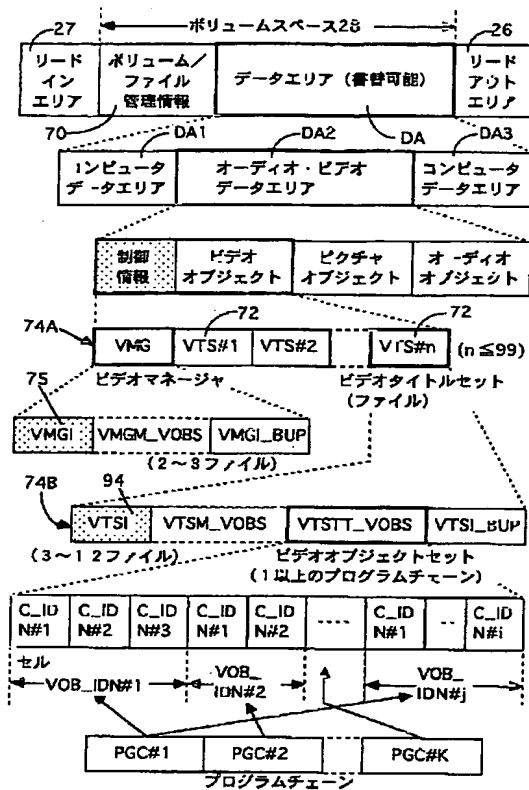 ボリュームスペース28
27
26
リード
イン
エリア
ボリューム／
ファイル
管理情報
データエリア（書替可能）
リード
アウト
エリア
70
DA1
DA2
DA
DA3
コンピュータ
データエリア
オーディオ・ビデオ
データエリア
コンピュータ
データエリア
制御
情報
ビデオ
オブジェクト
ピクチャ
オブジェクト
オーディオ
オブジェクト
72
72
74A
VMG
VTS#1
VTS#2
VTS#n
(n≦99)
ビデオマネージャ
ビデオタイトルセット
(ファイル)
75
VMGI
VMGM_VOBS
VMGI_BUP
(2～3ファイル)
74B
94
VTSI
VTSM_VOBS
VTSTT_VOBS
VTSI_BUP
(3～12ファイル)
ビデオオブジェクトセット
(1以上のプログラムチェーン)
C_ID
N#1
C_ID
N#2
C_ID
N#3
C_ID
N#1
C_ID
N#2
C_ID
N#1
C_ID
N#i
セル
VOB_IDN#1
VOB_
IDN#2
VOB_
IDN#j
PGC#1
PGC#2
PGC#K
プログラムチェーン